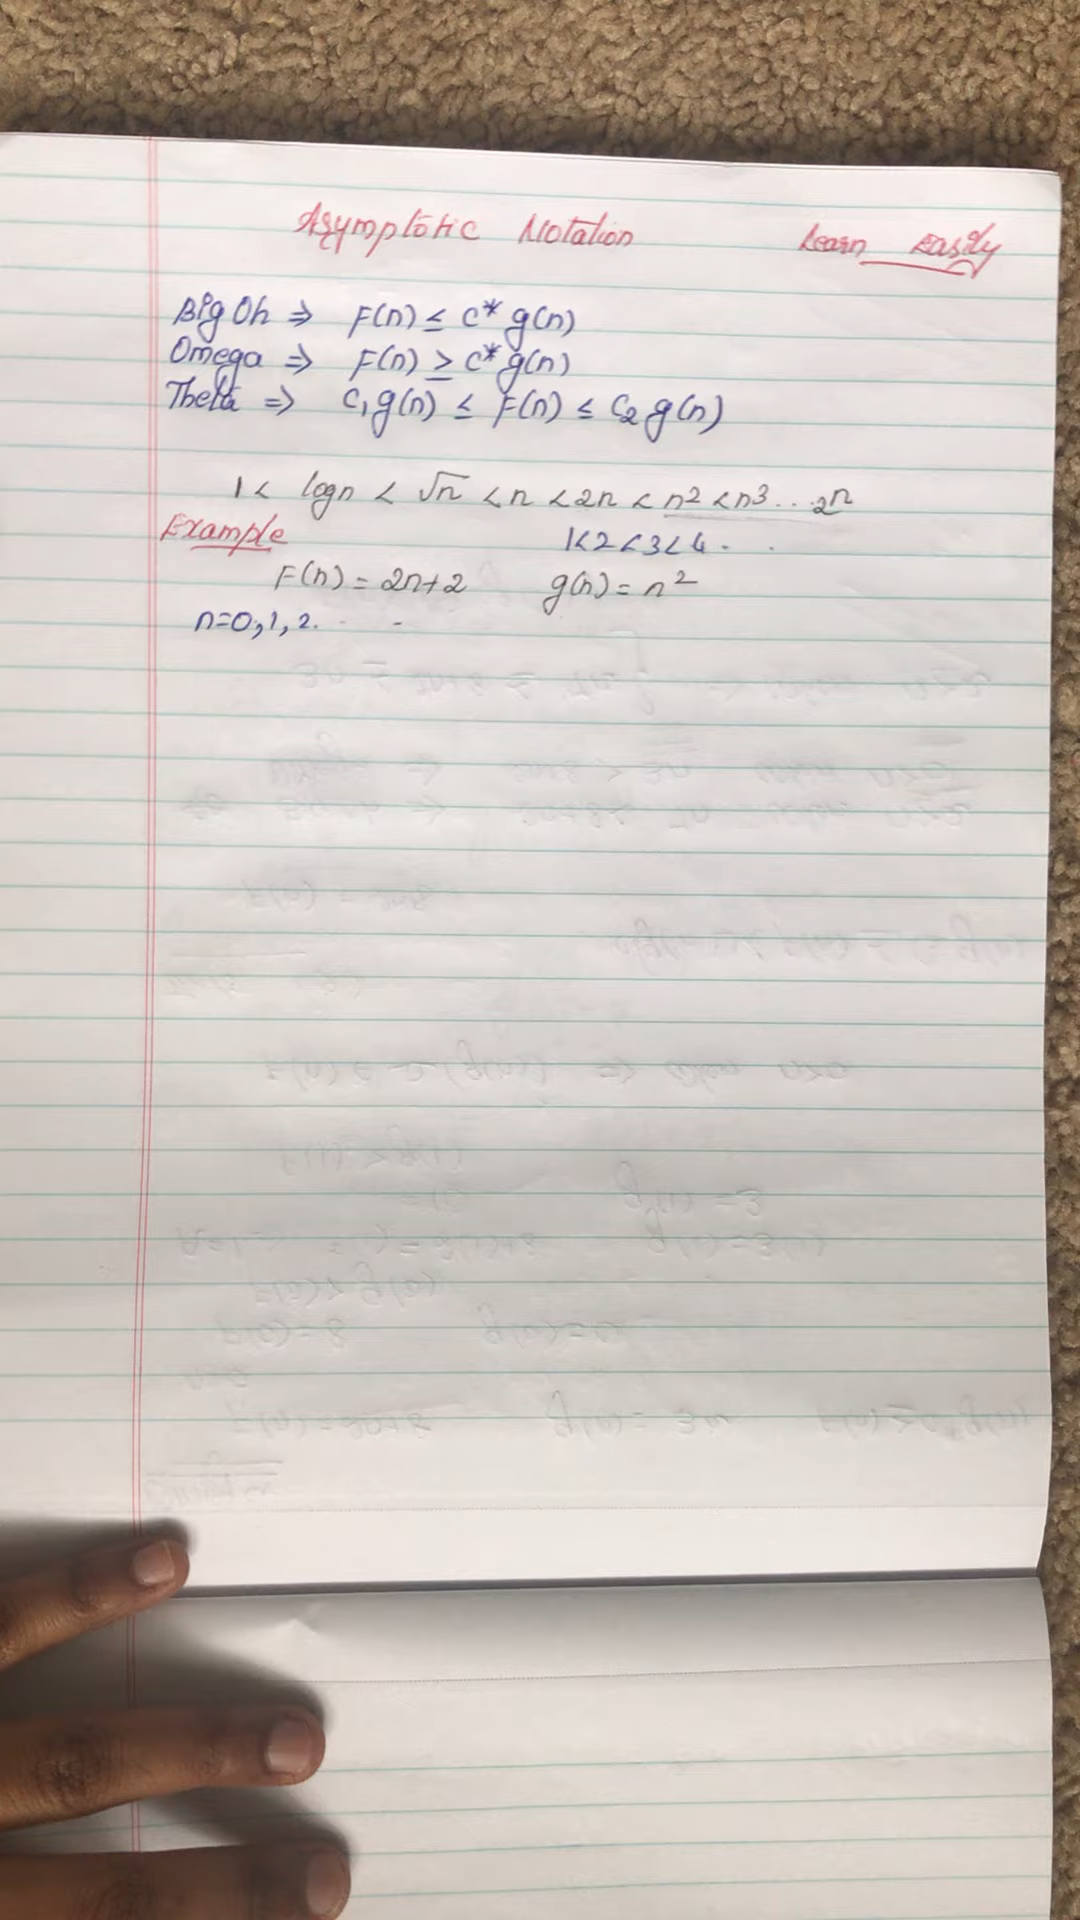 Asymptotic Notation Learn Easily
Big Oh ⇒ F(n) ≤ c* g(n)
Omega ⇒ F(n) ≥ c* g(n)
Theta ⇒ C₁g(n) ≤ F(n) ≤ C₂ g(n)
1 < logn < √n < n < 2n < n² < n³ .. 2ⁿ
Example 1<2<3<4 . .
F(n) = 2n+2 g(n) = n²
n=0,1,2. . -